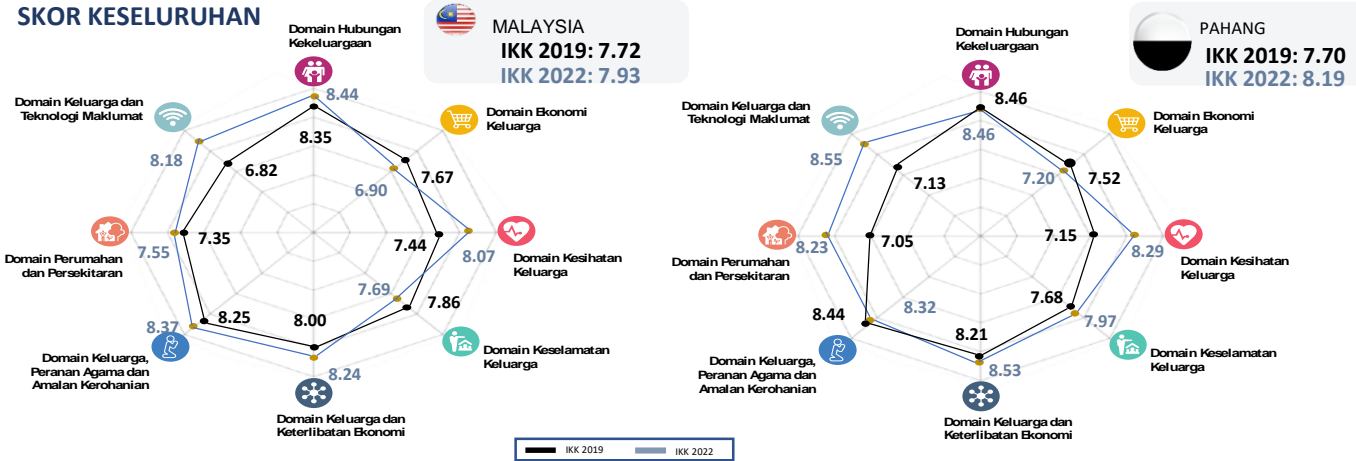 SKOR KESELURUHAN
MALAYSIA
IKK 2019: 7.72
IKK 2022: 7.93
Domain Hubungan
Kekeluargaan
8.44
8.35
Domain Ekonomi
Keluarga
7.67
6.90
Domain Kesihatan
Keluarga
7.44
8.07
Domain Keselamatan
Keluarga
7.86
7.69
Domain Keluarga dan
Keterlibatan Ekonomi
8.00
8.24
Domain Keluarga,
Peranan Agama dan
Amalan Kerohanian
8.25
8.37
Domain Perumahan
dan Persekitaran
7.35
7.55
Domain Keluarga dan
Teknologi Maklumat
6.82
8.18
PAHANG
IKK 2019: 7.70
IKK 2022: 8.19
Domain Hubungan
Kekeluargaan
8.46
8.46
Domain Ekonomi
Keluarga
7.52
7.20
Domain Kesihatan
Keluarga
7.15
8.29
Domain Keselamatan
Keluarga
7.68
7.97
Domain Keluarga dan
Keterlibatan Ekonomi
8.21
8.53
Domain Keluarga,
Peranan Agama dan
Amalan Kerohanian
8.44
8.32
Domain Perumahan
dan Persekitaran
7.05
8.23
Domain Keluarga dan
Teknologi Maklumat
7.13
8.55
IKK 2019
IKK 2022